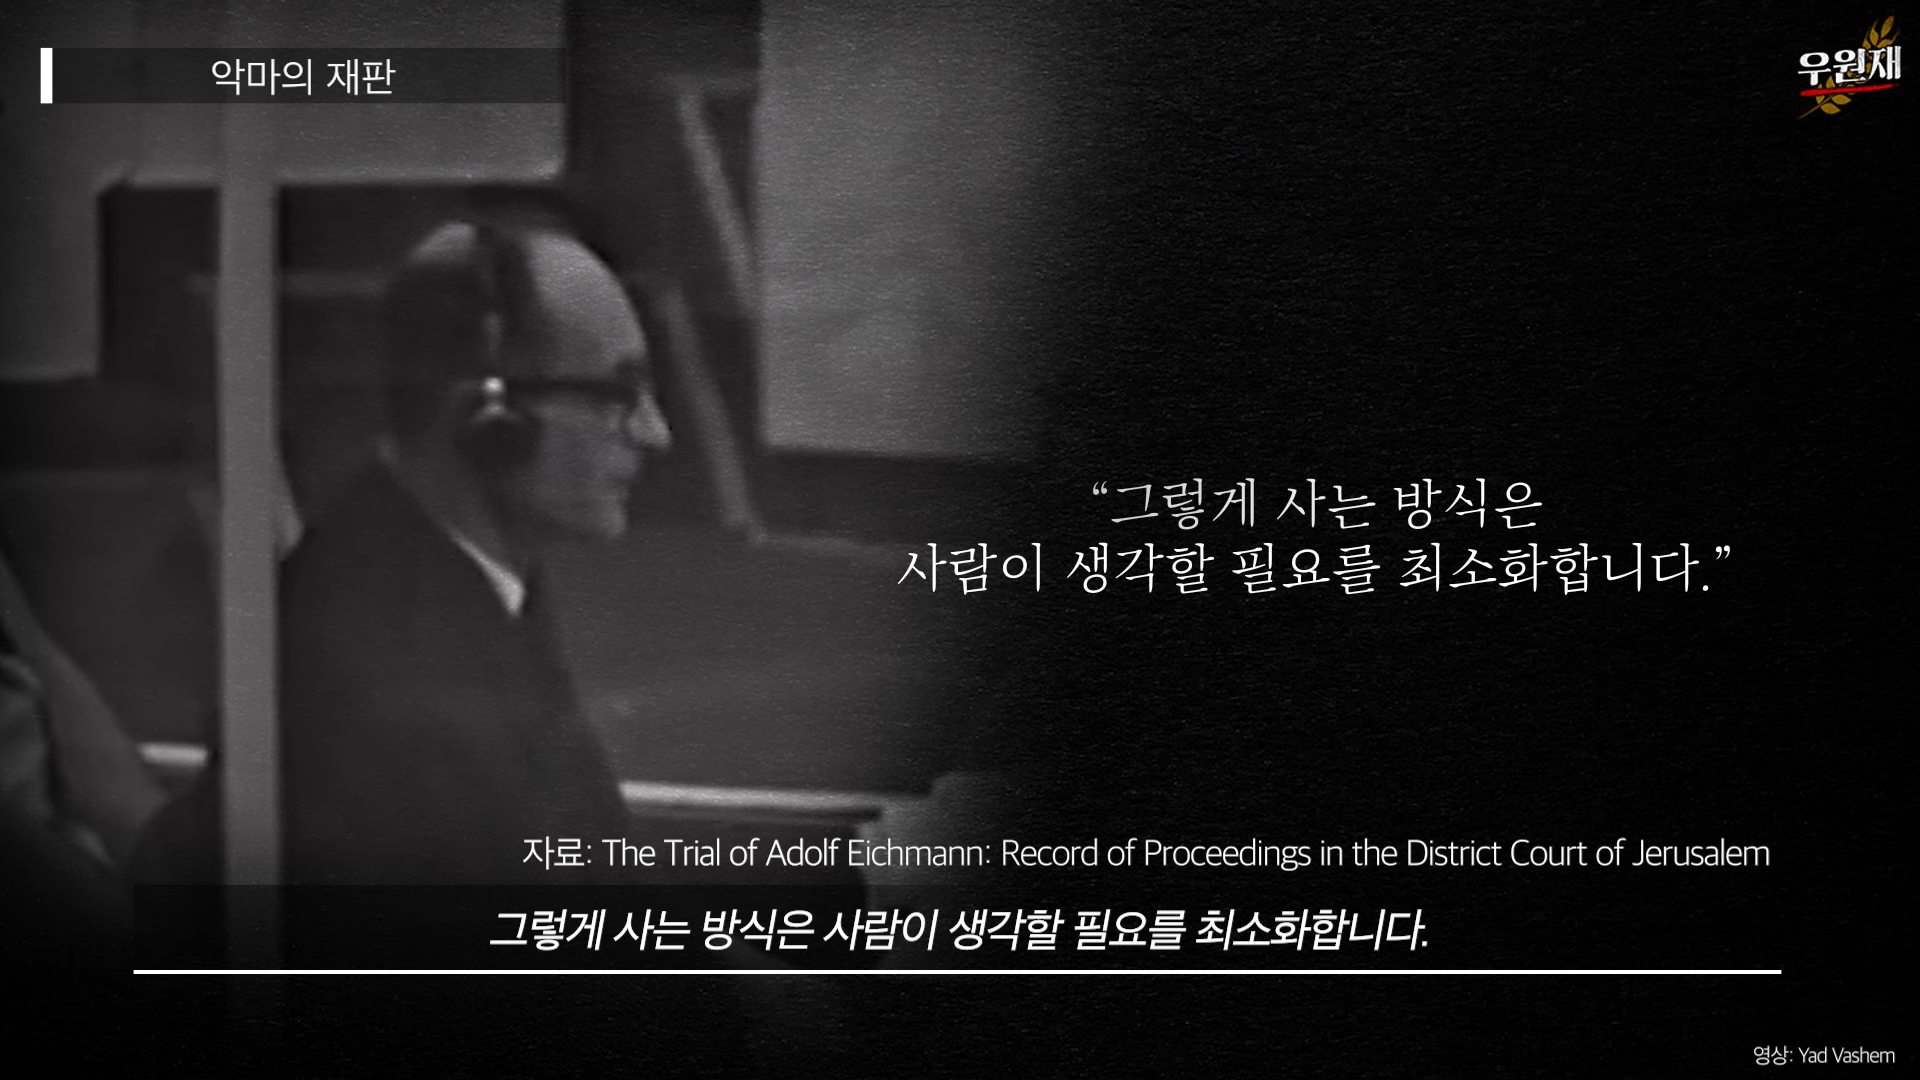 악마의 재판
우원재
“그렇게 사는 방식은
사람이 생각할 필요를 최소화합니다.”
자료: The Trial of Adolf Eichmann: Record of Proceedings in the District Court of Jerusalem
그렇게 사는 방식은 사람이 생각할 필요를 최소화합니다.
영상: Yad Vashem